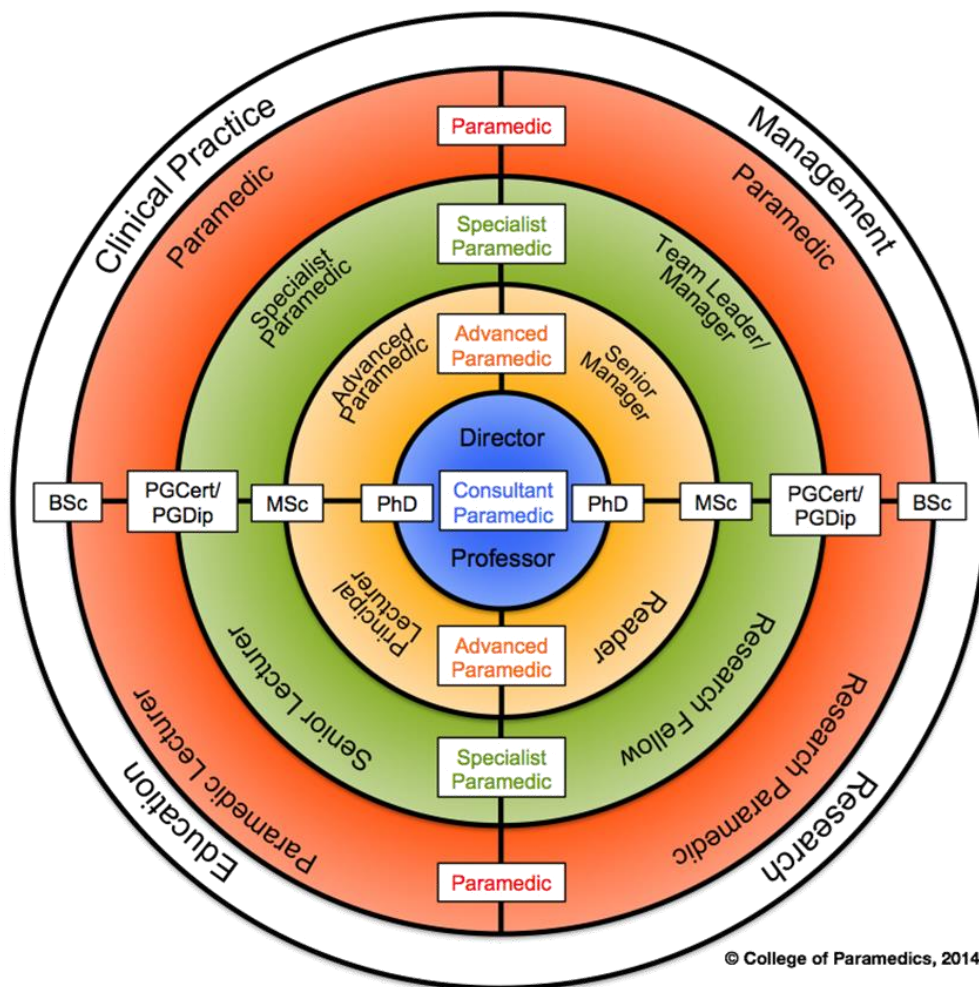 Clinical Practice
Management
Paramedic
Paramedic
Paramedic
Specialist
Paramedic
Specialist
Paramedic
Team Leader/
Manager
Advanced
Paramedic
Advanced
Paramedic
Senior
Manager
Director
BSc
PGCert/
PGDip
MSc
PhD
Consultant
Paramedic
PhD
MSc
PGCert/
PGDip
BSc
Professor
Principal
Lecturer
Advanced
Paramedic
Reader
Senior Lecturer
Specialist
Paramedic
Research Fellow
Paramedic Lecturer
Paramedic
Research Paramedic
Education
Research
© College of Paramedics, 2014